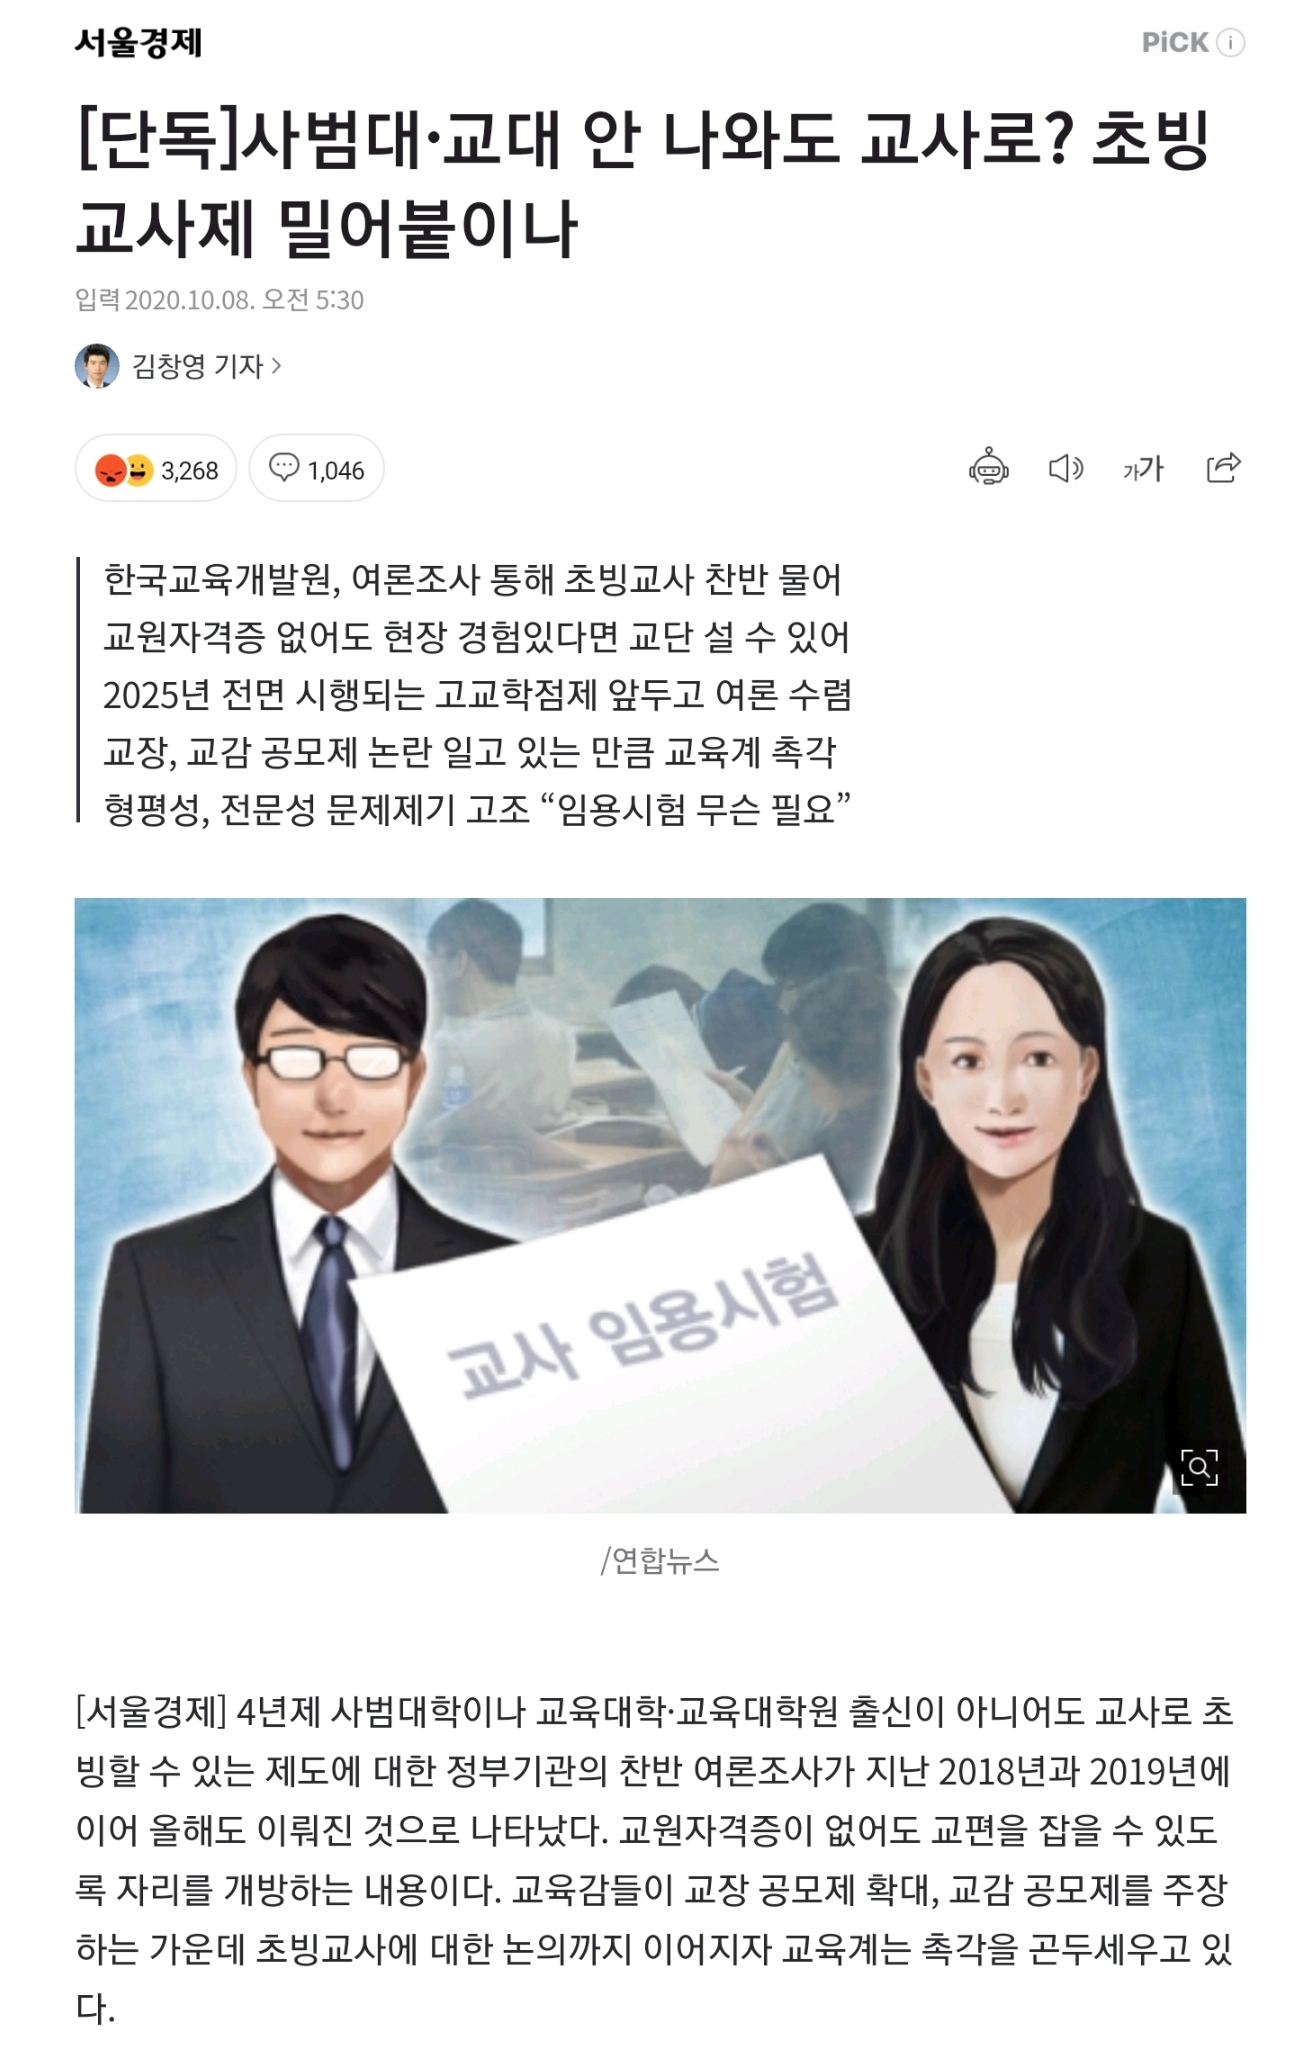 서울경제
PiCK i
[단독]사범대·교대 안 나와도 교사로? 초빙
교사제 밀어붙이나
입력 2020.10.08. 오전 5:30
김창영 기자 >
3,268
1,046
가가
한국교육개발원, 여론조사 통해 초빙교사 찬반 물어
교원자격증 없어도 현장 경험있다면 교단 설 수 있어
2025년 전면 시행되는 고교학점제 앞두고 여론 수렴
교장, 교감 공모제 논란 일고 있는 만큼 교육계 촉각
형평성, 전문성 문제제기 고조 “임용시험 무슨 필요”
교사 임용시험
/연합뉴스
[서울경제] 4년제 사범대학이나 교육대학·교육대학원 출신이 아니어도 교사로 초
빙할 수 있는 제도에 대한 정부기관의 찬반 여론조사가 지난 2018년과 2019년에
이어 올해도 이뤄진 것으로 나타났다. 교원자격증이 없어도 교편을 잡을 수 있도
록 자리를 개방하는 내용이다. 교육감들이 교장 공모제 확대, 교감 공모제를 주장
하는 가운데 초빙교사에 대한 논의까지 이어지자 교육계는 촉각을 곤두세우고 있
다.